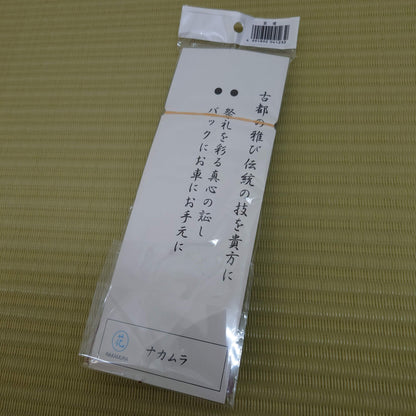 古都の雅び伝統の技を貴方に
祭礼を彩る真心の証し
バックにお車にお手元に
ナカムラ
NAKAMURA